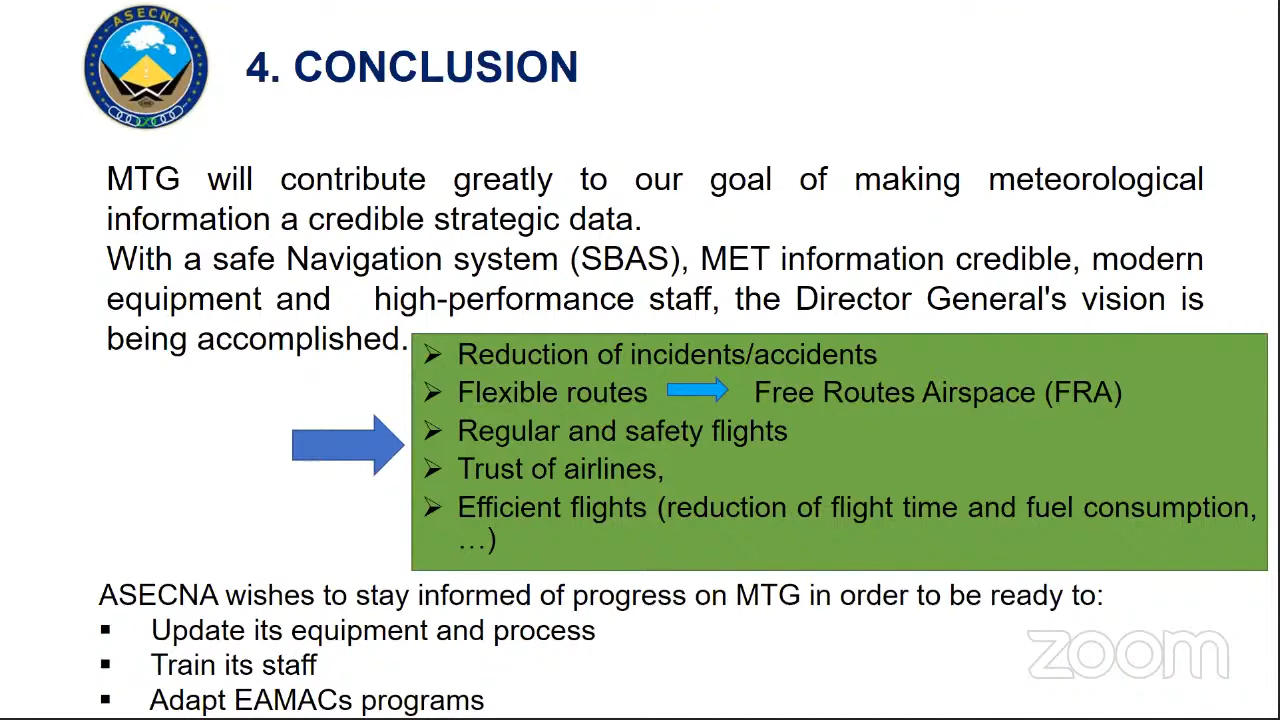 ASECNA
4. CONCLUSION
MTG will contribute greatly to our goal of making meteorological
information a credible strategic data.
With a safe Navigation system (SBAS), MET information credible, modern
equipment and high-performance staff, the Director General's vision is
being accomplished.
➢ Reduction of incidents/accidents
➢ Flexible routes Free Routes Airspace (FRA)
➢ Regular and safety flights
➢ Trust of airlines,
➢ Efficient flights (reduction of flight time and fuel consumption,
…)
ASECNA wishes to stay informed of progress on MTG in order to be ready to:
▪ Update its equipment and process
▪ Train its staff
▪ Adapt EAMACs programs
zoom